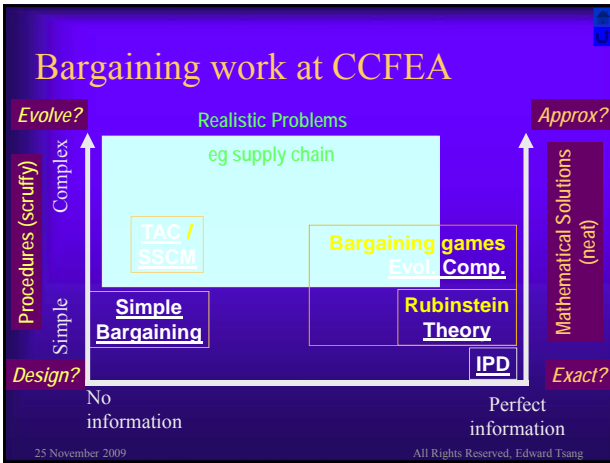 Bargaining work at CCFEA
Evolve?
Realistic Problems
Approx?
eg supply chain
Complex
Procedures (scruffy)
Mathematical Solutions
(neat)
TAC /
SSCM
Bargaining games
Evol. Comp.
Simple
Simple
Bargaining
Rubinstein
Theory
IPD
Design?
Exact?
No
information
Perfect
information
25 November 2009
All Rights Reserved, Edward Tsang